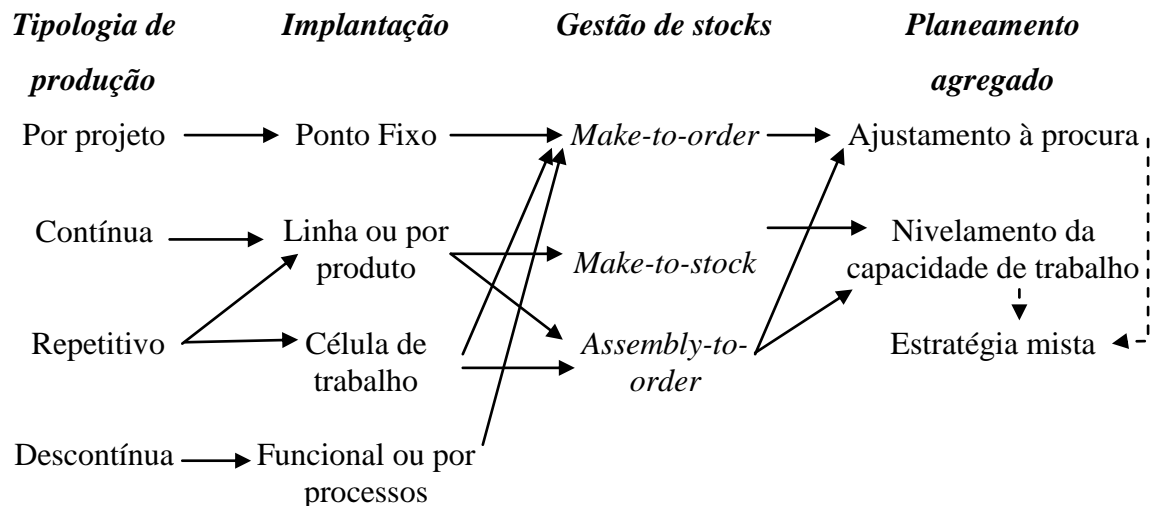 Tipologia de produção
Implantação
Gestão de stocks
Planeamento agregado
Por projeto
Ponto Fixo
Make-to-order
Ajustamento à procura
Contínua
Linha ou por
produto
Make-to-stock
Nivelamento da
capacidade de trabalho
Repetitivo
Célula de
trabalho
Assembly-to-
order
Estratégia mista
Descontínua
Funcional ou por
processos